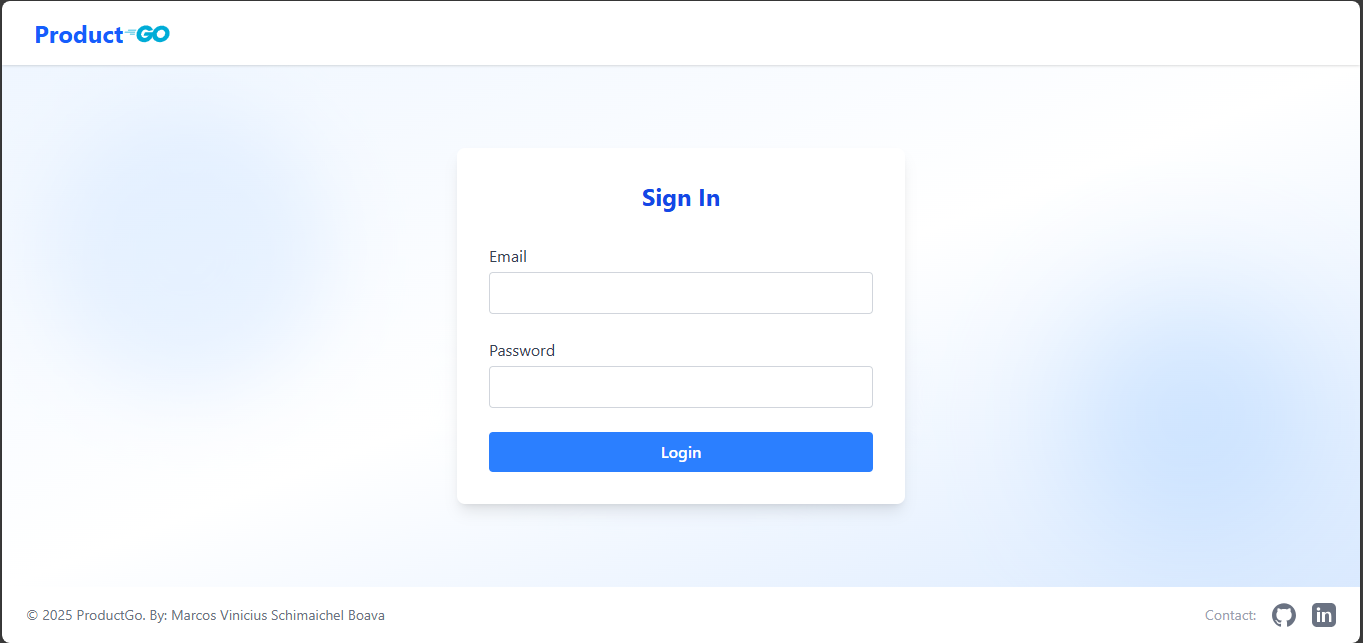 Product GO
Sign In
Email
Password
Login
© 2025 ProductGo. By: Marcos Vinicius Schimaichel Boava
Contact: in